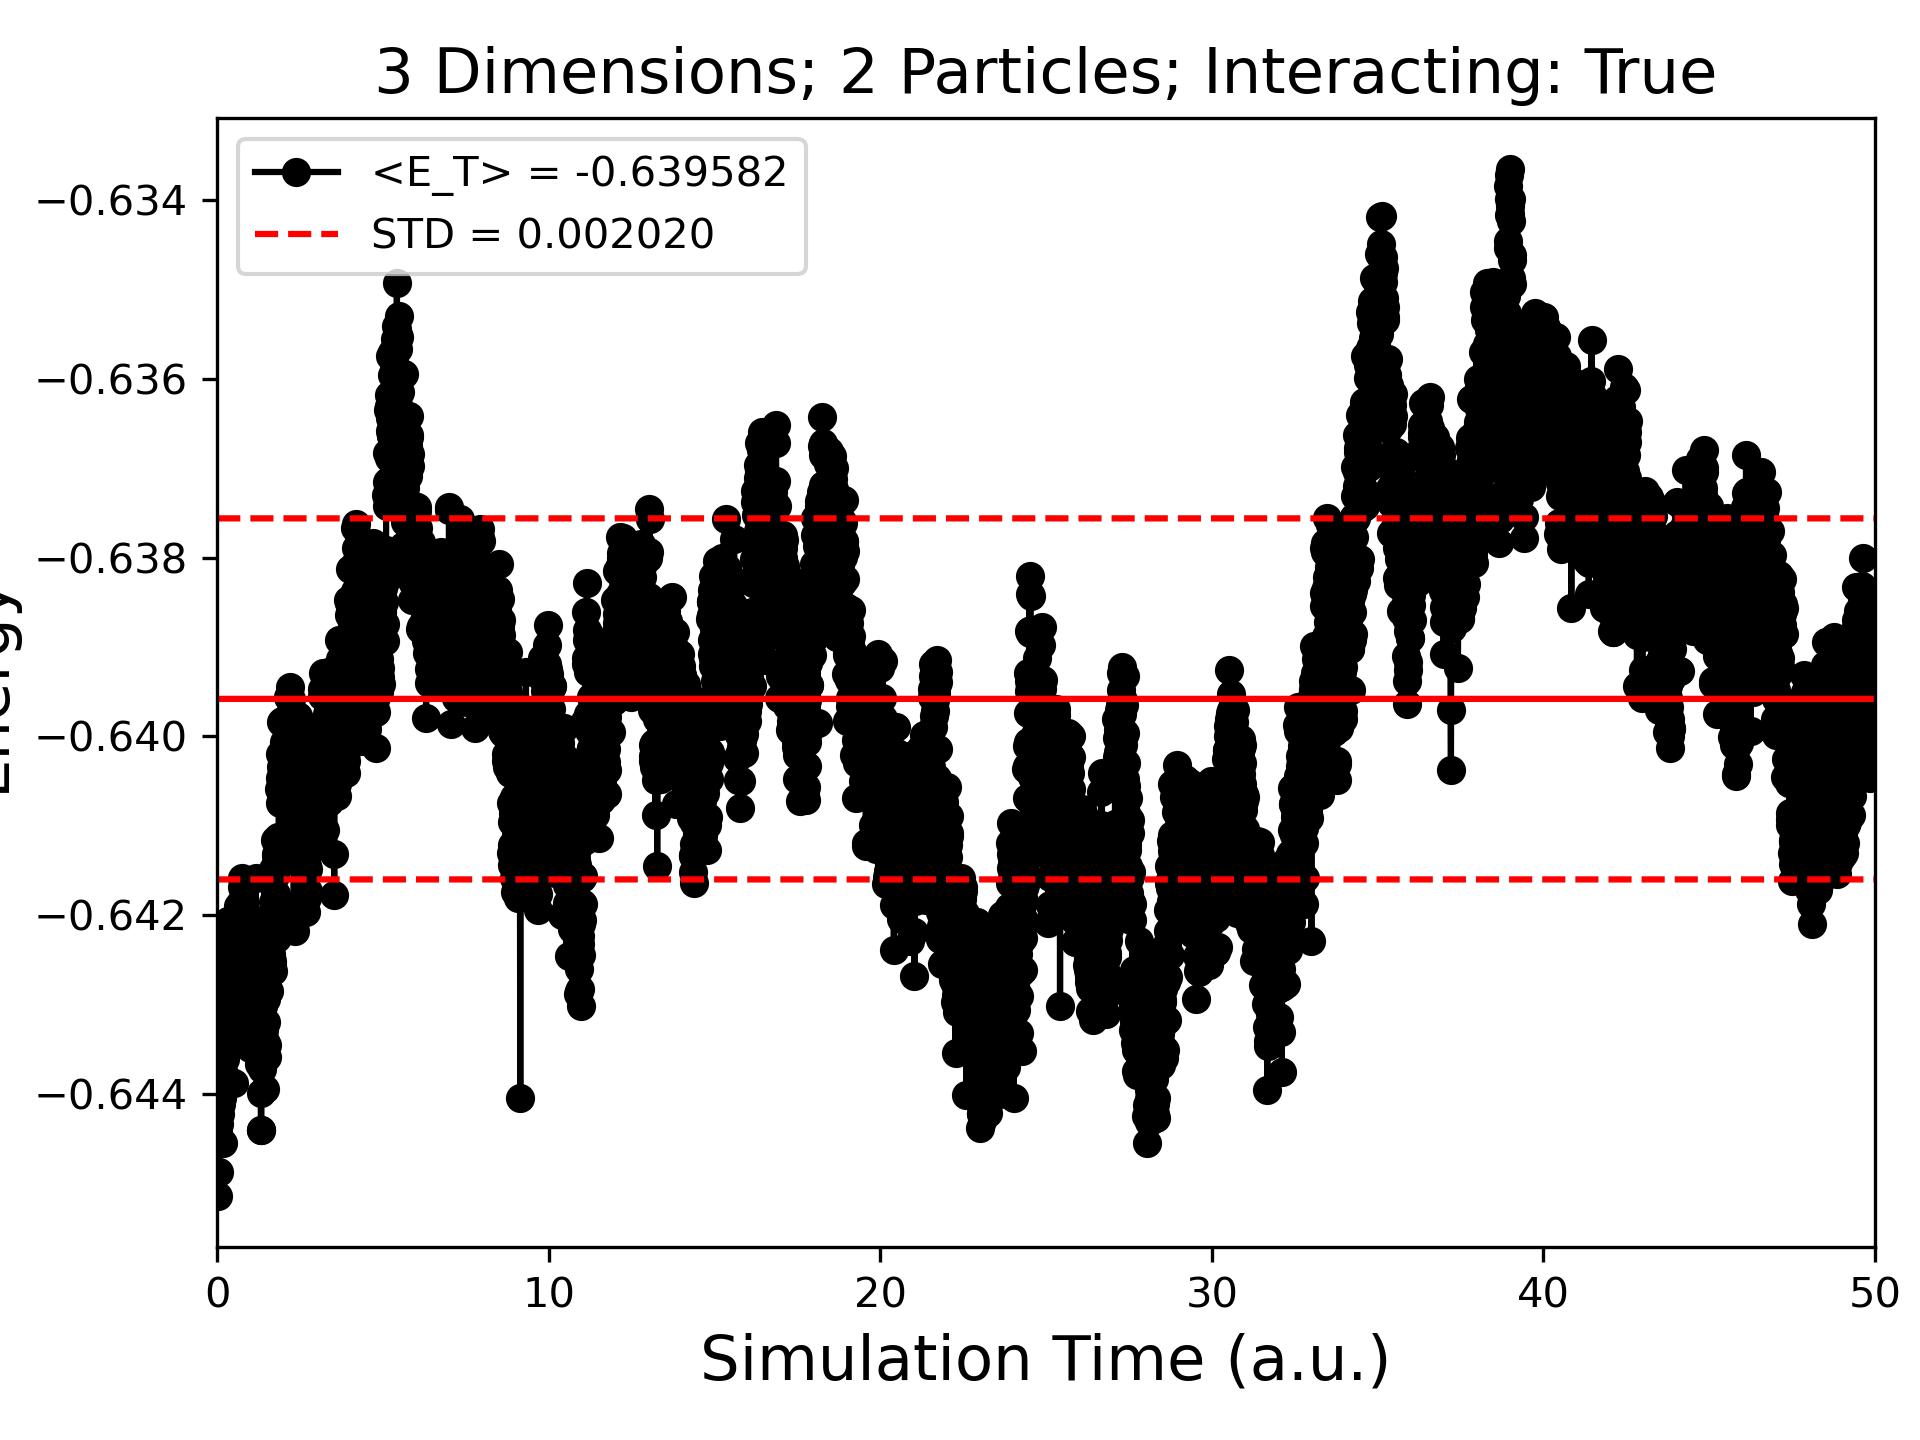 3 Dimensions; 2 Particles; Interacting: True
<E_T> = -0.639582
STD = 0.002020
−0.634
−0.636
−0.638
−0.640
−0.642
−0.644
Energy
0 10 20 30 40 50
Simulation Time (a.u.)